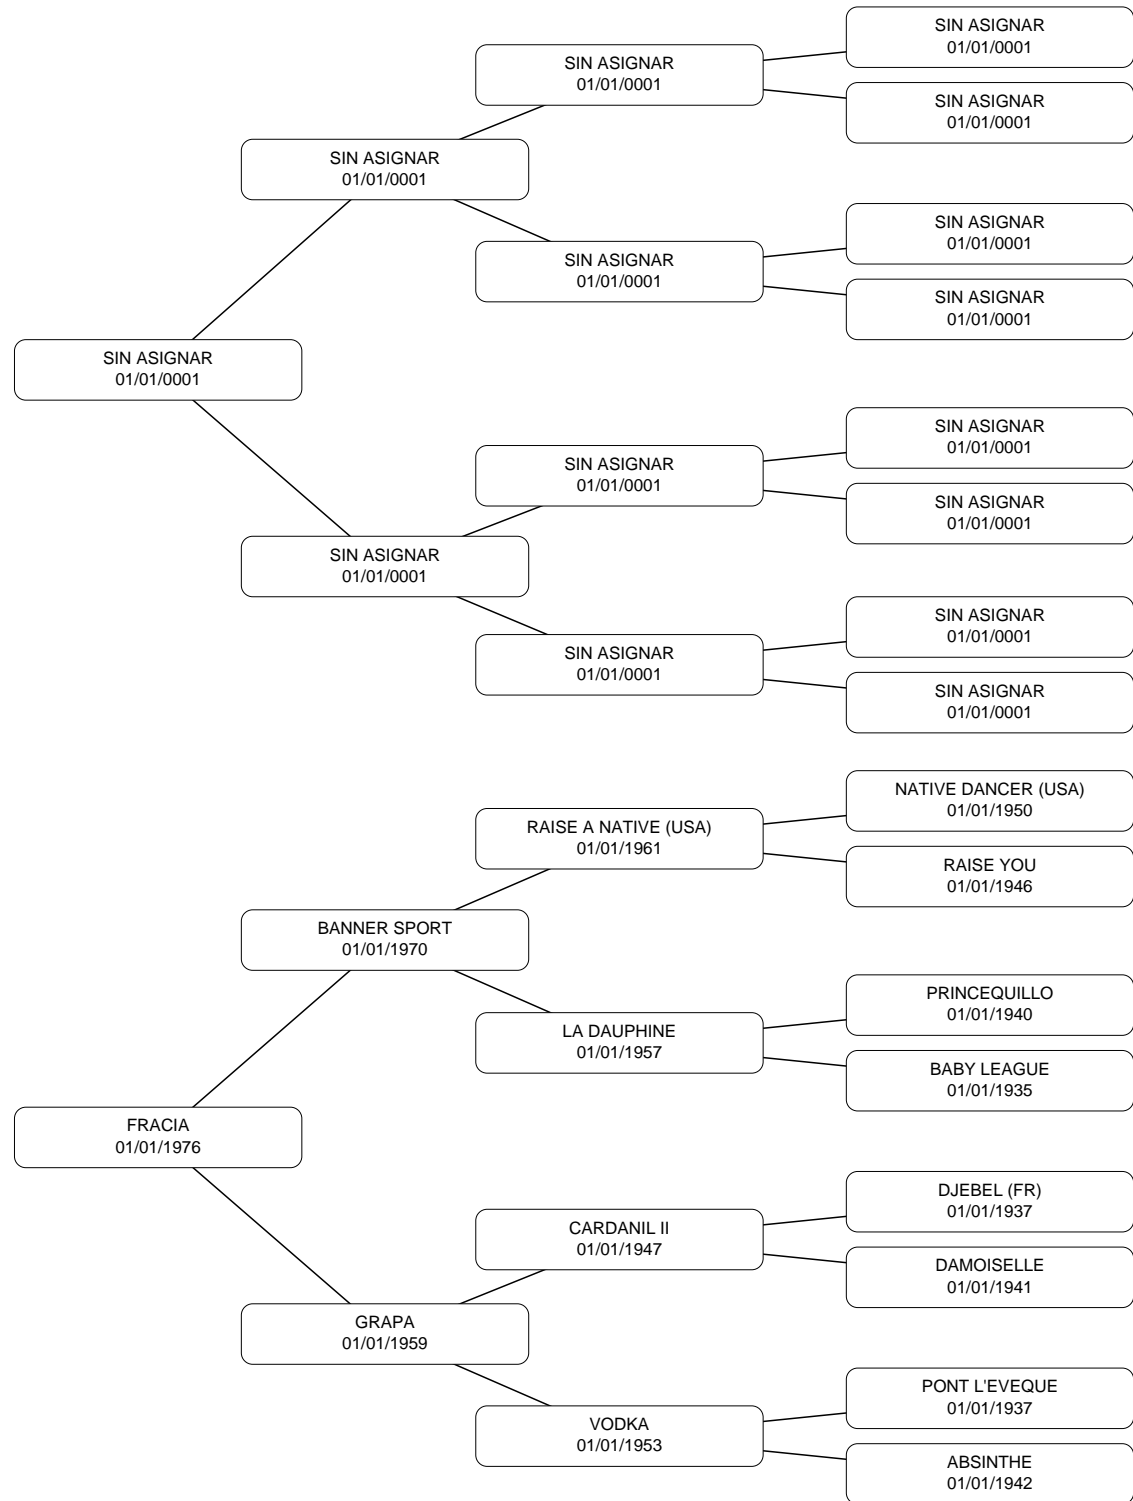 SIN ASIGNAR
01/01/0001
SIN ASIGNAR
01/01/0001
SIN ASIGNAR
01/01/0001
SIN ASIGNAR
01/01/0001
SIN ASIGNAR
01/01/0001
SIN ASIGNAR
01/01/0001
SIN ASIGNAR
01/01/0001
SIN ASIGNAR
01/01/0001
SIN ASIGNAR
01/01/0001
SIN ASIGNAR
01/01/0001
SIN ASIGNAR
01/01/0001
SIN ASIGNAR
01/01/0001
SIN ASIGNAR
01/01/0001
SIN ASIGNAR
01/01/0001
SIN ASIGNAR
01/01/0001
NATIVE DANCER (USA)
01/01/1950
RAISE A NATIVE (USA)
01/01/1961
RAISE YOU
01/01/1946
BANNER SPORT
01/01/1970
PRINCEQUILLO
01/01/1940
LA DAUPHINE
01/01/1957
BABY LEAGUE
01/01/1935
FRACIA
01/01/1976
DJEBEL (FR)
01/01/1937
CARDANIL II
01/01/1947
DAMOISELLE
01/01/1941
GRAPA
01/01/1959
PONT L'EVEQUE
01/01/1937
VODKA
01/01/1953
ABSINTHE
01/01/1942